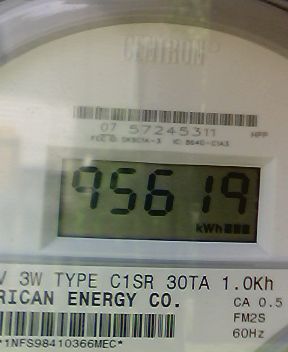 CENTRON
07 57245311
HPP
95619
kWh
V 3W TYPE C1SR 30TA 1.0Kh
RICAN ENERGY CO.
CA 0.5
FM2S
60Hz
*1NFS98410366MEC*